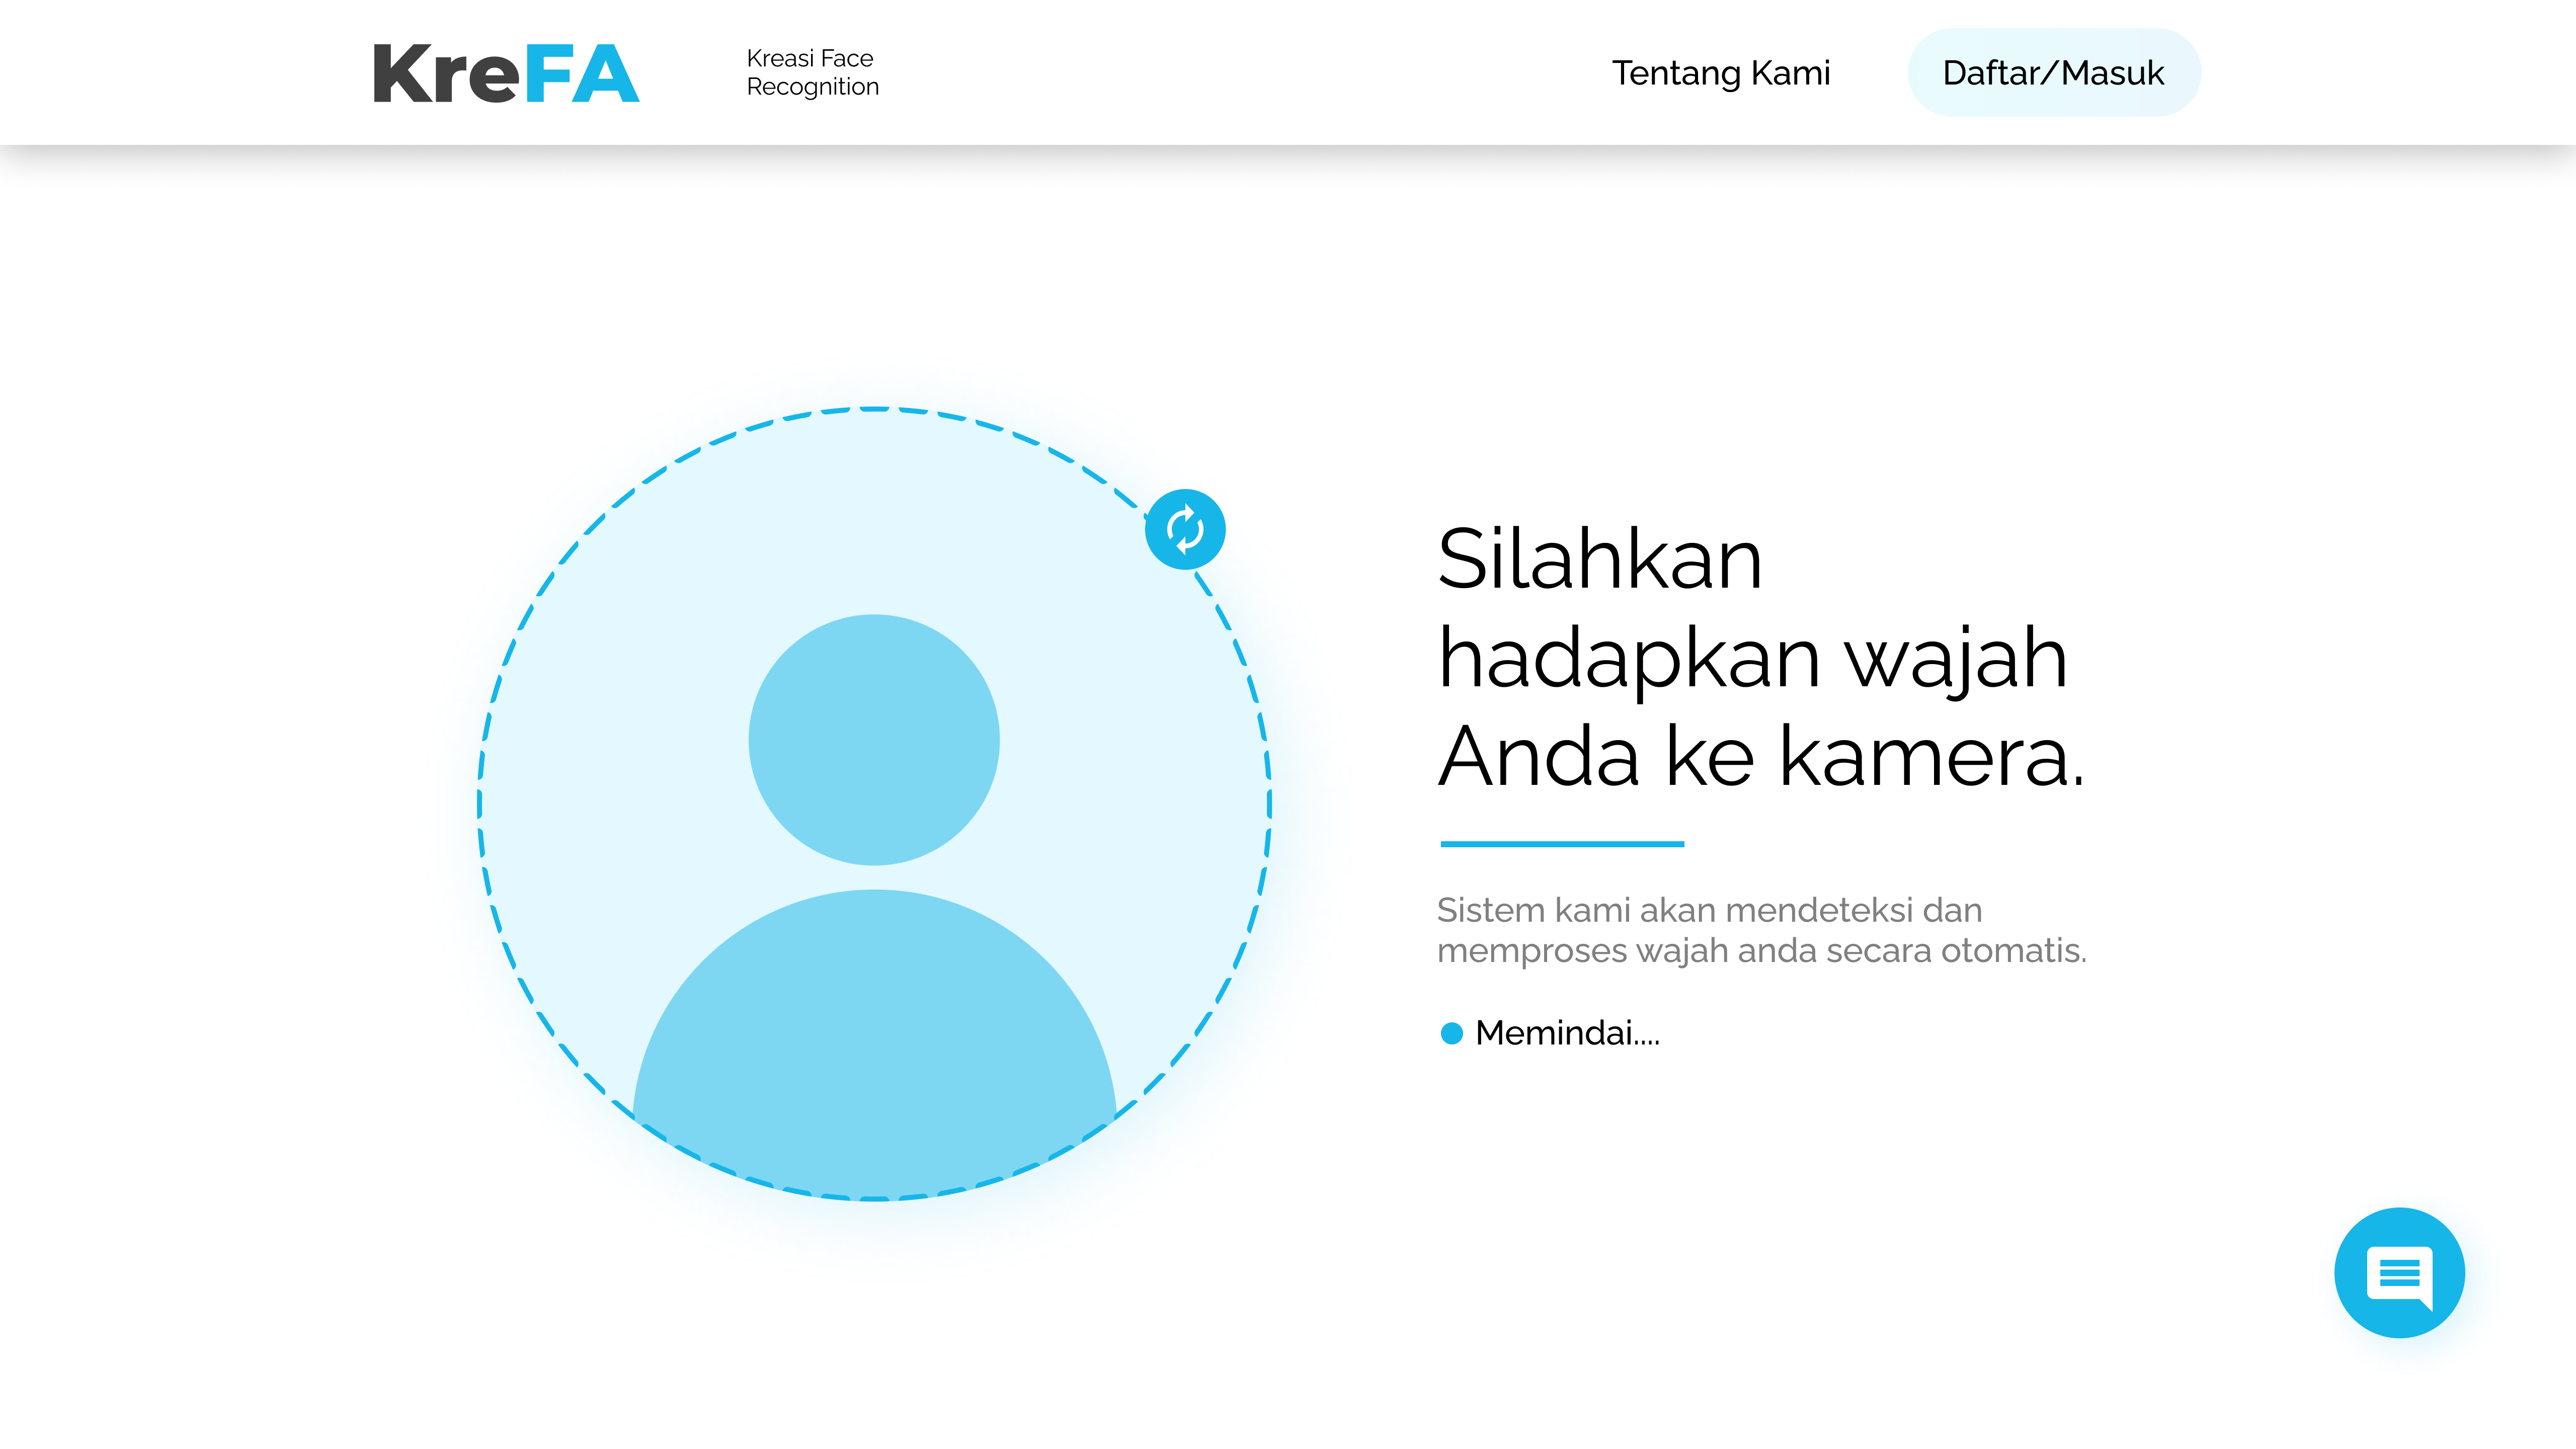 KreFA
Kreasi Face
Recognition
Tentang Kami
Daftar/Masuk
Silahkan
hadapkan wajah
Anda ke kamera.
Sistem kami akan mendeteksi dan
memproses wajah anda secara otomatis.
Memindai....